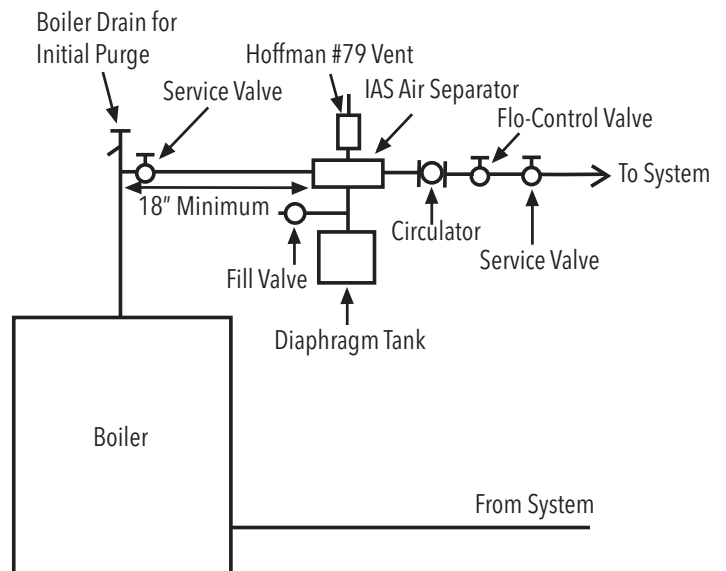 Boiler Drain for
Initial Purge
Hoffman #79 Vent
Service Valve
IAS Air Separator
Flo-Control Valve
To System
18" Minimum
Circulator
Service Valve
Fill Valve
Diaphragm Tank
Boiler
From System